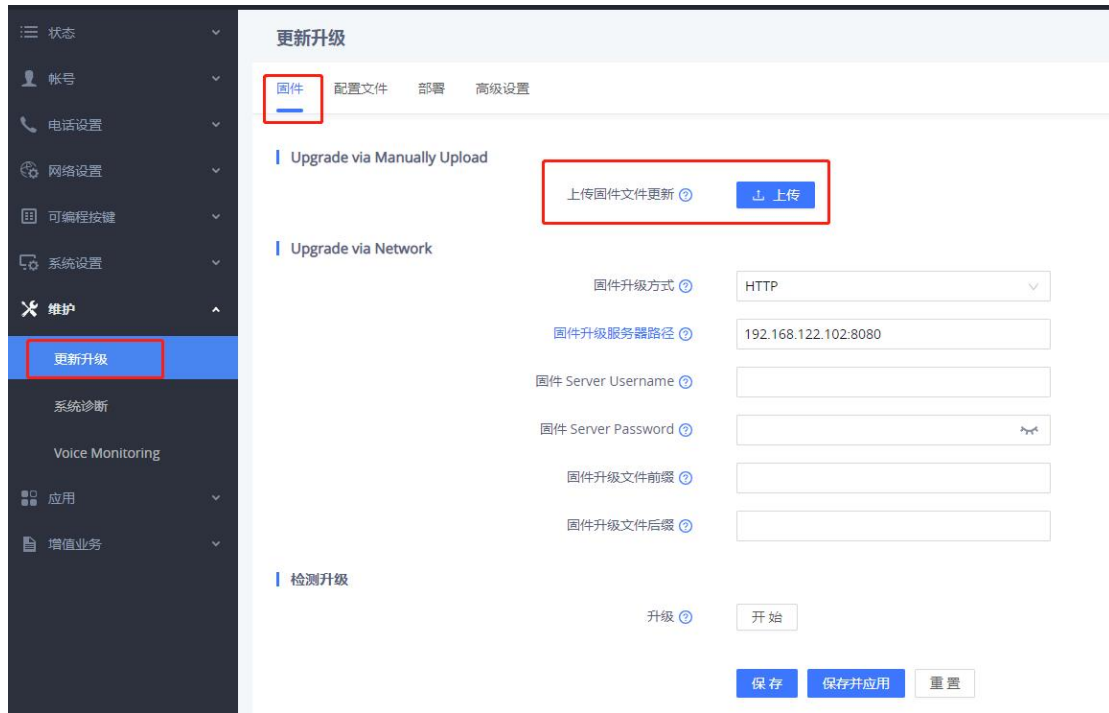 状态
帐号
电话设置
网络设置
可编程按键
系统设置
维护
更新升级
系统诊断
Voice Monitoring
应用
增值业务
更新升级
固件 配置文件 部署 高级设置
Upgrade via Manually Upload
上传固件文件更新 上传
Upgrade via Network
固件升级方式 HTTP
固件升级服务器路径 192.168.122.102:8080
固件 Server Username
固件 Server Password
固件升级文件前缀
固件升级文件后缀
检测升级
升级 开始
保存 保存并应用 重置